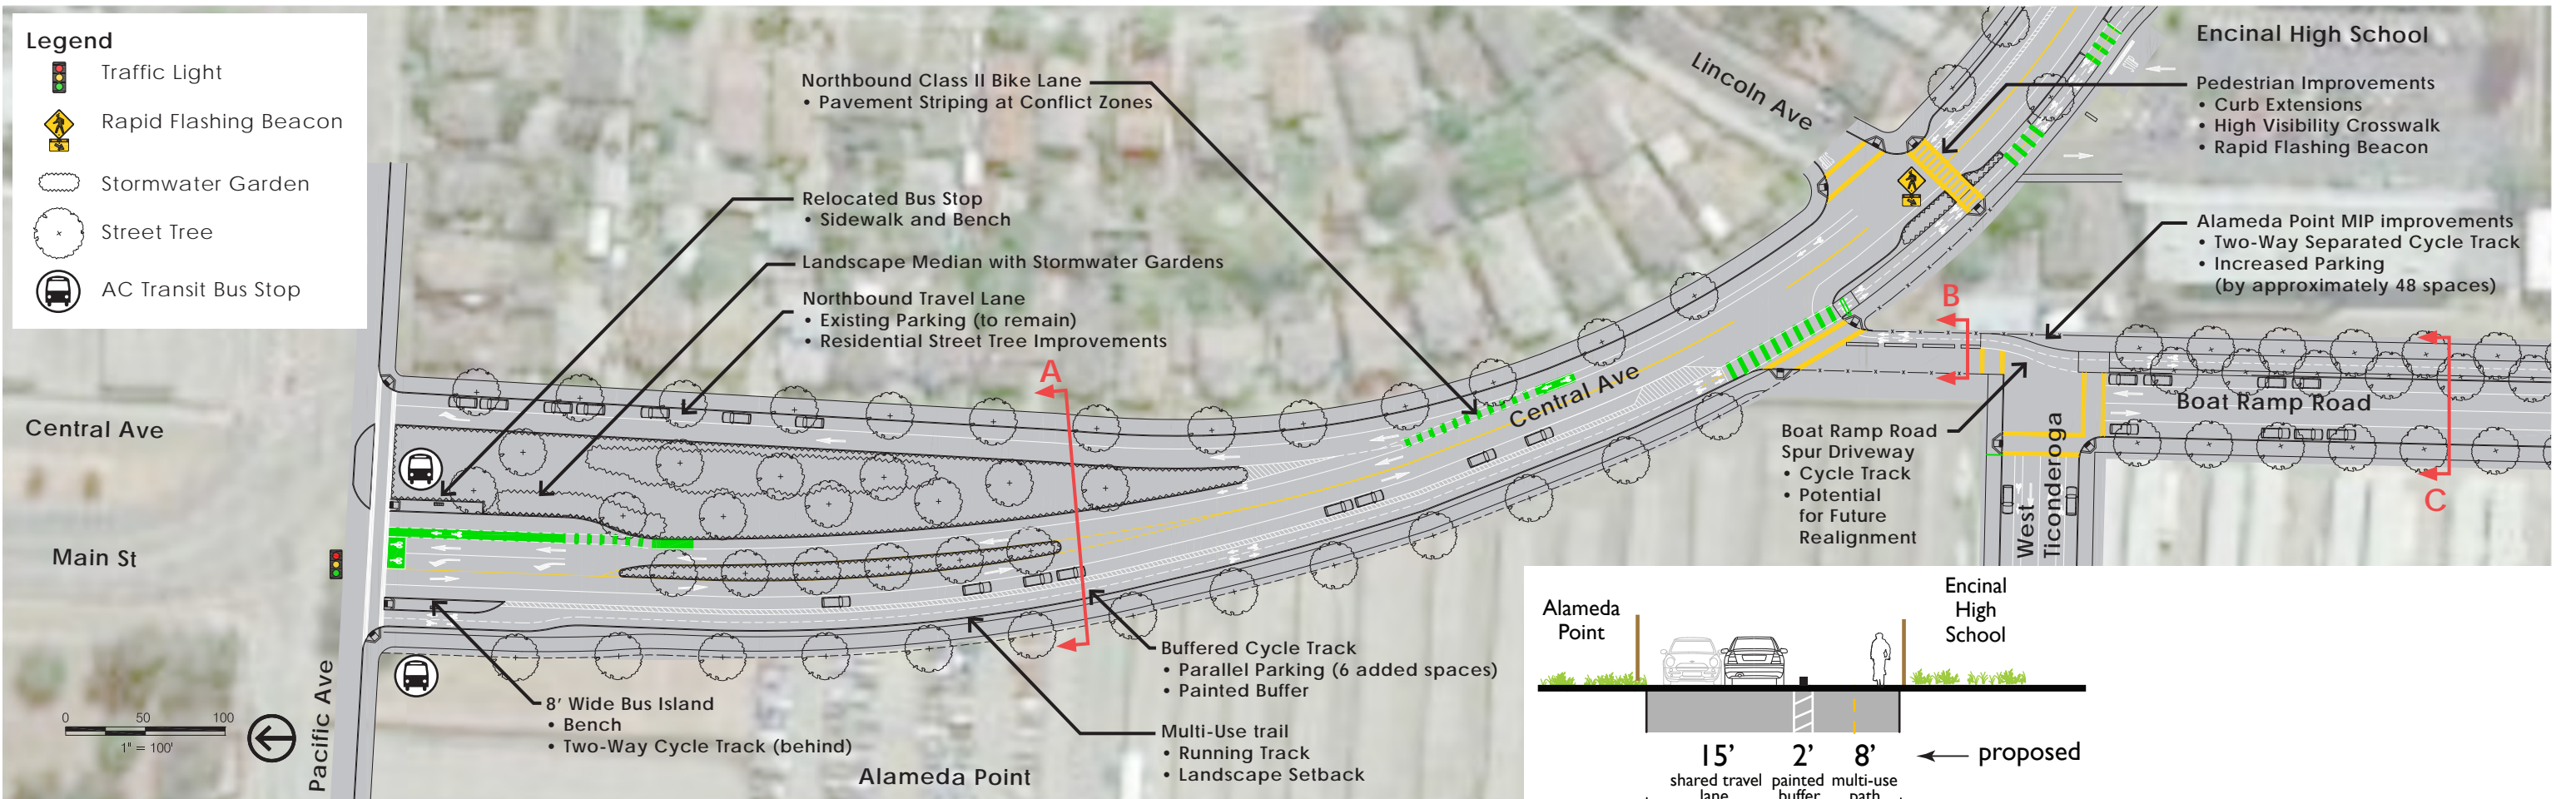 Legend
Traffic Light
Rapid Flashing Beacon
Stormwater Garden
Street Tree
AC Transit Bus Stop
Northbound Class II Bike Lane
• Pavement Striping at Conflict Zones
Relocated Bus Stop
• Sidewalk and Bench
Landscape Median with Stormwater Gardens
Northbound Travel Lane
• Existing Parking (to remain)
• Residential Street Tree Improvements
Lincoln Ave
Encinal High School
Pedestrian Improvements
• Curb Extensions
• High Visibility Crosswalk
• Rapid Flashing Beacon
Alameda Point MIP improvements
• Two-Way Separated Cycle Track
• Increased Parking
(by approximately 48 spaces)
A
B
C
Central Ave
Central Ave
Main St
Boat Ramp Road
Boat Ramp Road
Spur Driveway
• Cycle Track
• Potential
for Future
Realignment
West
Ticonderoga
Pacific Ave
0 50 100
1" = 100'
8' Wide Bus Island
• Bench
• Two-Way Cycle Track (behind)
Buffered Cycle Track
• Parallel Parking (6 added spaces)
• Painted Buffer
Multi-Use trail
• Running Track
• Landscape Setback
Alameda Point
Alameda
Point
Encinal
High
School
15' 2' 8' proposed
shared travel painted multi-use
lane buffer path